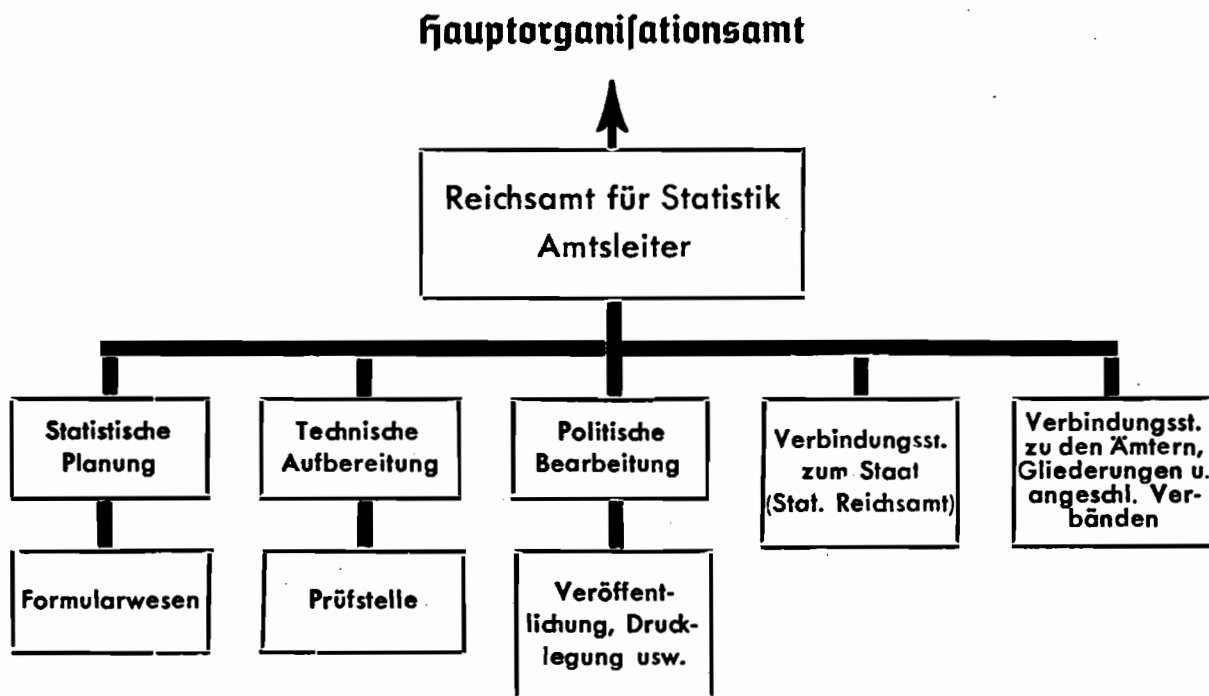 Hauptorganiſationsamt
Reichsamt für Statistik
Amtsleiter
Statistische
Planung
Technische
Aufbereitung
Politische
Bearbeitung
Verbindungsst.
zum Staat
(Stat. Reichsamt)
Verbindungsst.
zu den Ämtern,
Gliederungen u.
angeschl. Ver-
bänden
Formularwesen
Prüfstelle
Veröffent-
lichung, Druck-
legung usw.